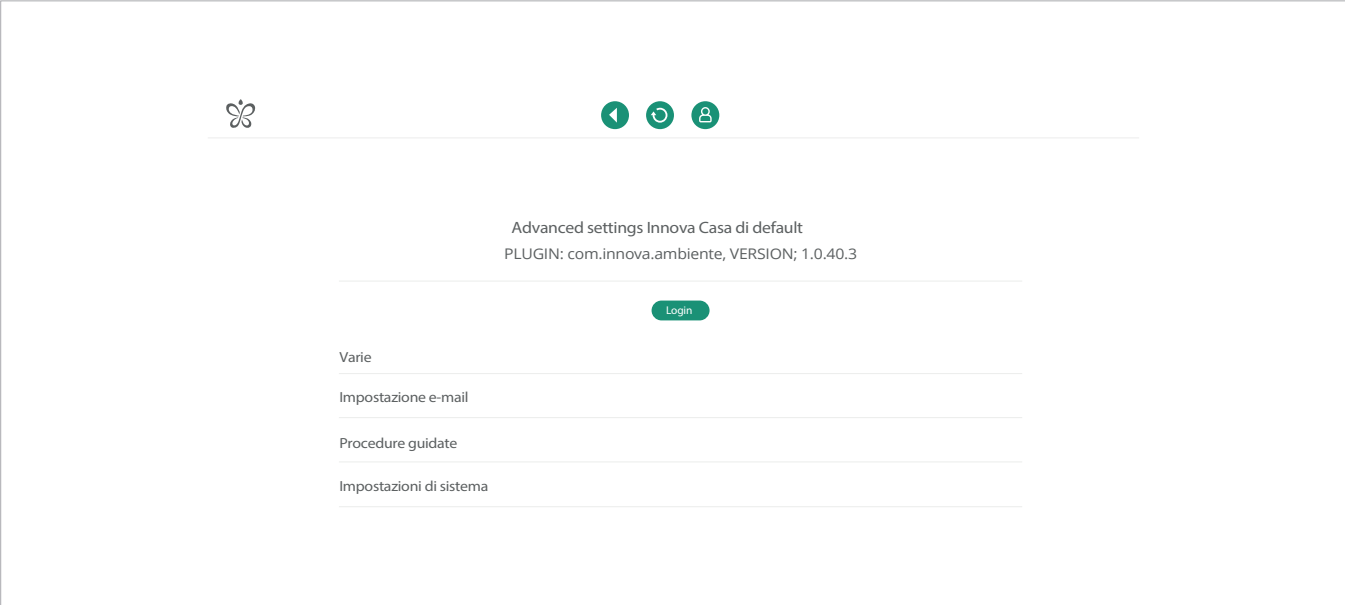 Advanced settings Innova Casa di default
PLUGIN: com.innova.ambiente, VERSION; 1.0.40.3
Login
Varie
Impostazione e-mail
Procedure guidate
Impostazioni di sistema